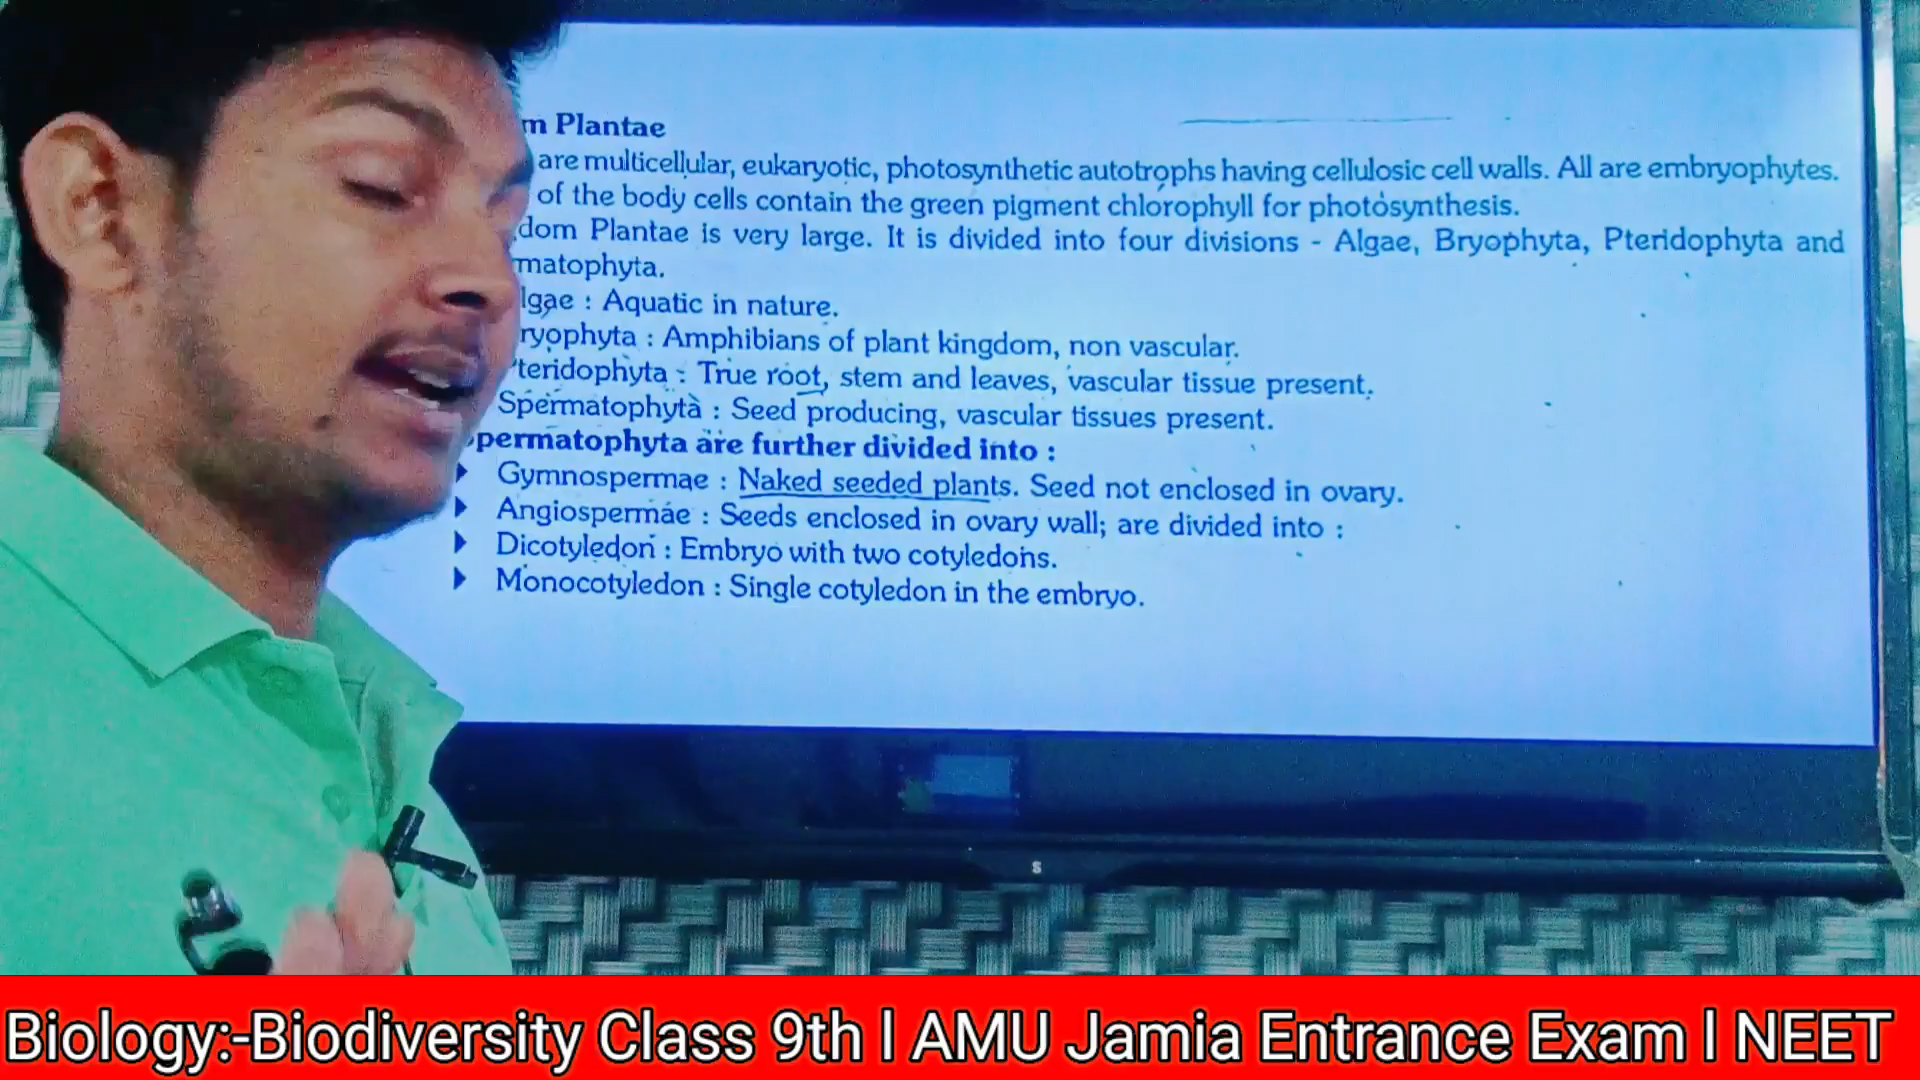 m Plantae
are multicellular, eukaryotic, photosynthetic autotrophs having cellulosic cell walls. All are embryophytes.
of the body cells contain the green pigment chlorophyll for photosynthesis.
dom Plantae is very large. It is divided into four divisions - Algae, Bryophyta, Pteridophyta and
matophyta.
lgae : Aquatic in nature.
ryophyta : Amphibians of plant kingdom, non vascular.
Pteridophyta : True root, stem and leaves, vascular tissue present.
Spermatophyta : Seed producing, vascular tissues present.
permatophyta are further divided into :
Gymnospermae : Naked seeded plants. Seed not enclosed in ovary.
Angiospermae : Seeds enclosed in ovary wall; are divided into :
Dicotyledon : Embryo with two cotyledons.
Monocotyledon : Single cotyledon in the embryo.
S
Biology:-Biodiversity Class 9th l AMU Jamia Entrance Exam l NEET